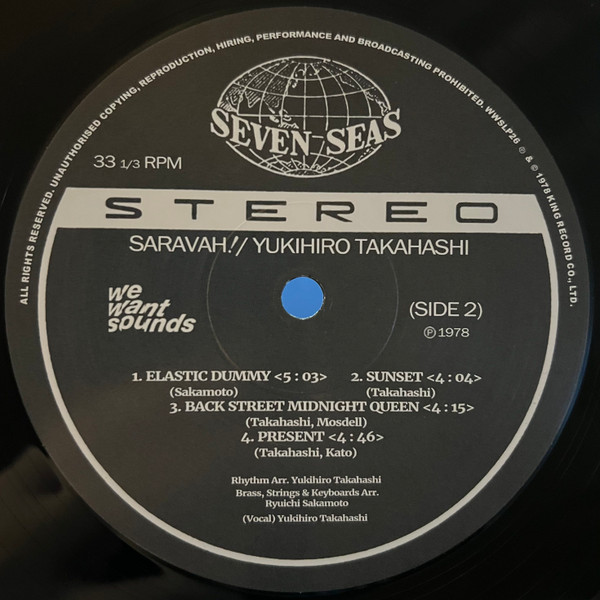 ALL RIGHTS RESERVED. UNAUTHORISED COPYING, REPRODUCTION, HIRING, PERFORMANCE AND BROADCASTING PROHIBITED. WWSLP26 ℗ & © 1978 KING RECORD CO., LTD.
SEVEN SEAS
33 1/3 RPM
STEREO
SARAVAH!/ YUKIHIRO TAKAHASHI
we
want
sounds
(SIDE 2)
℗ 1978
1. ELASTIC DUMMY <5 : 03> 2. SUNSET <4 : 04>
(Sakamoto) (Takahashi)
3. BACK STREET MIDNIGHT QUEEN <4 : 15>
(Takahashi, Mosdell)
4. PRESENT <4 : 46>
(Takahashi, Kato)
Rhythm Arr. Yukihiro Takahashi
Brass, Strings & Keyboards Arr.
Ryuichi Sakamoto
(Vocal) Yukihiro Takahashi